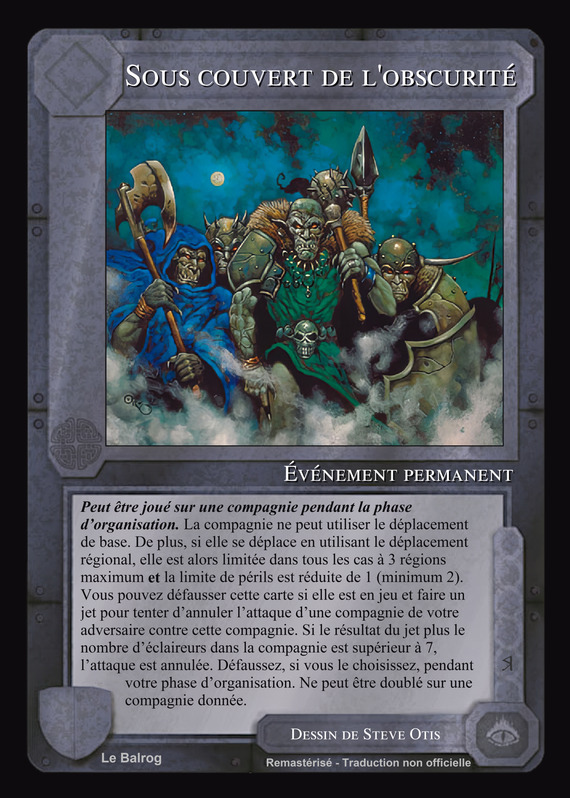 Sous couvert de l'obscurité
Événement permanent
Peut être joué sur une compagnie pendant la phase
d'organisation. La compagnie ne peut utiliser le déplacement
de base. De plus, si elle se déplace en utilisant le déplacement
régional, elle est alors limitée dans tous les cas à 3 régions
maximum et la limite de périls est réduite de 1 (minimum 2).
Vous pouvez défausser cette carte si elle est en jeu et faire un
jet pour tenter d'annuler l'attaque d'une compagnie de votre
adversaire contre cette compagnie. Si le résultat du jet plus le
nombre d'éclaireurs dans la compagnie est supérieur à 7,
l'attaque est annulée. Défaussez, si vous le choisissez, pendant
votre phase d'organisation. Ne peut être doublé sur une
compagnie donnée.
Dessin de Steve Otis
Le Balrog
Remastérisé - Traduction non officielle